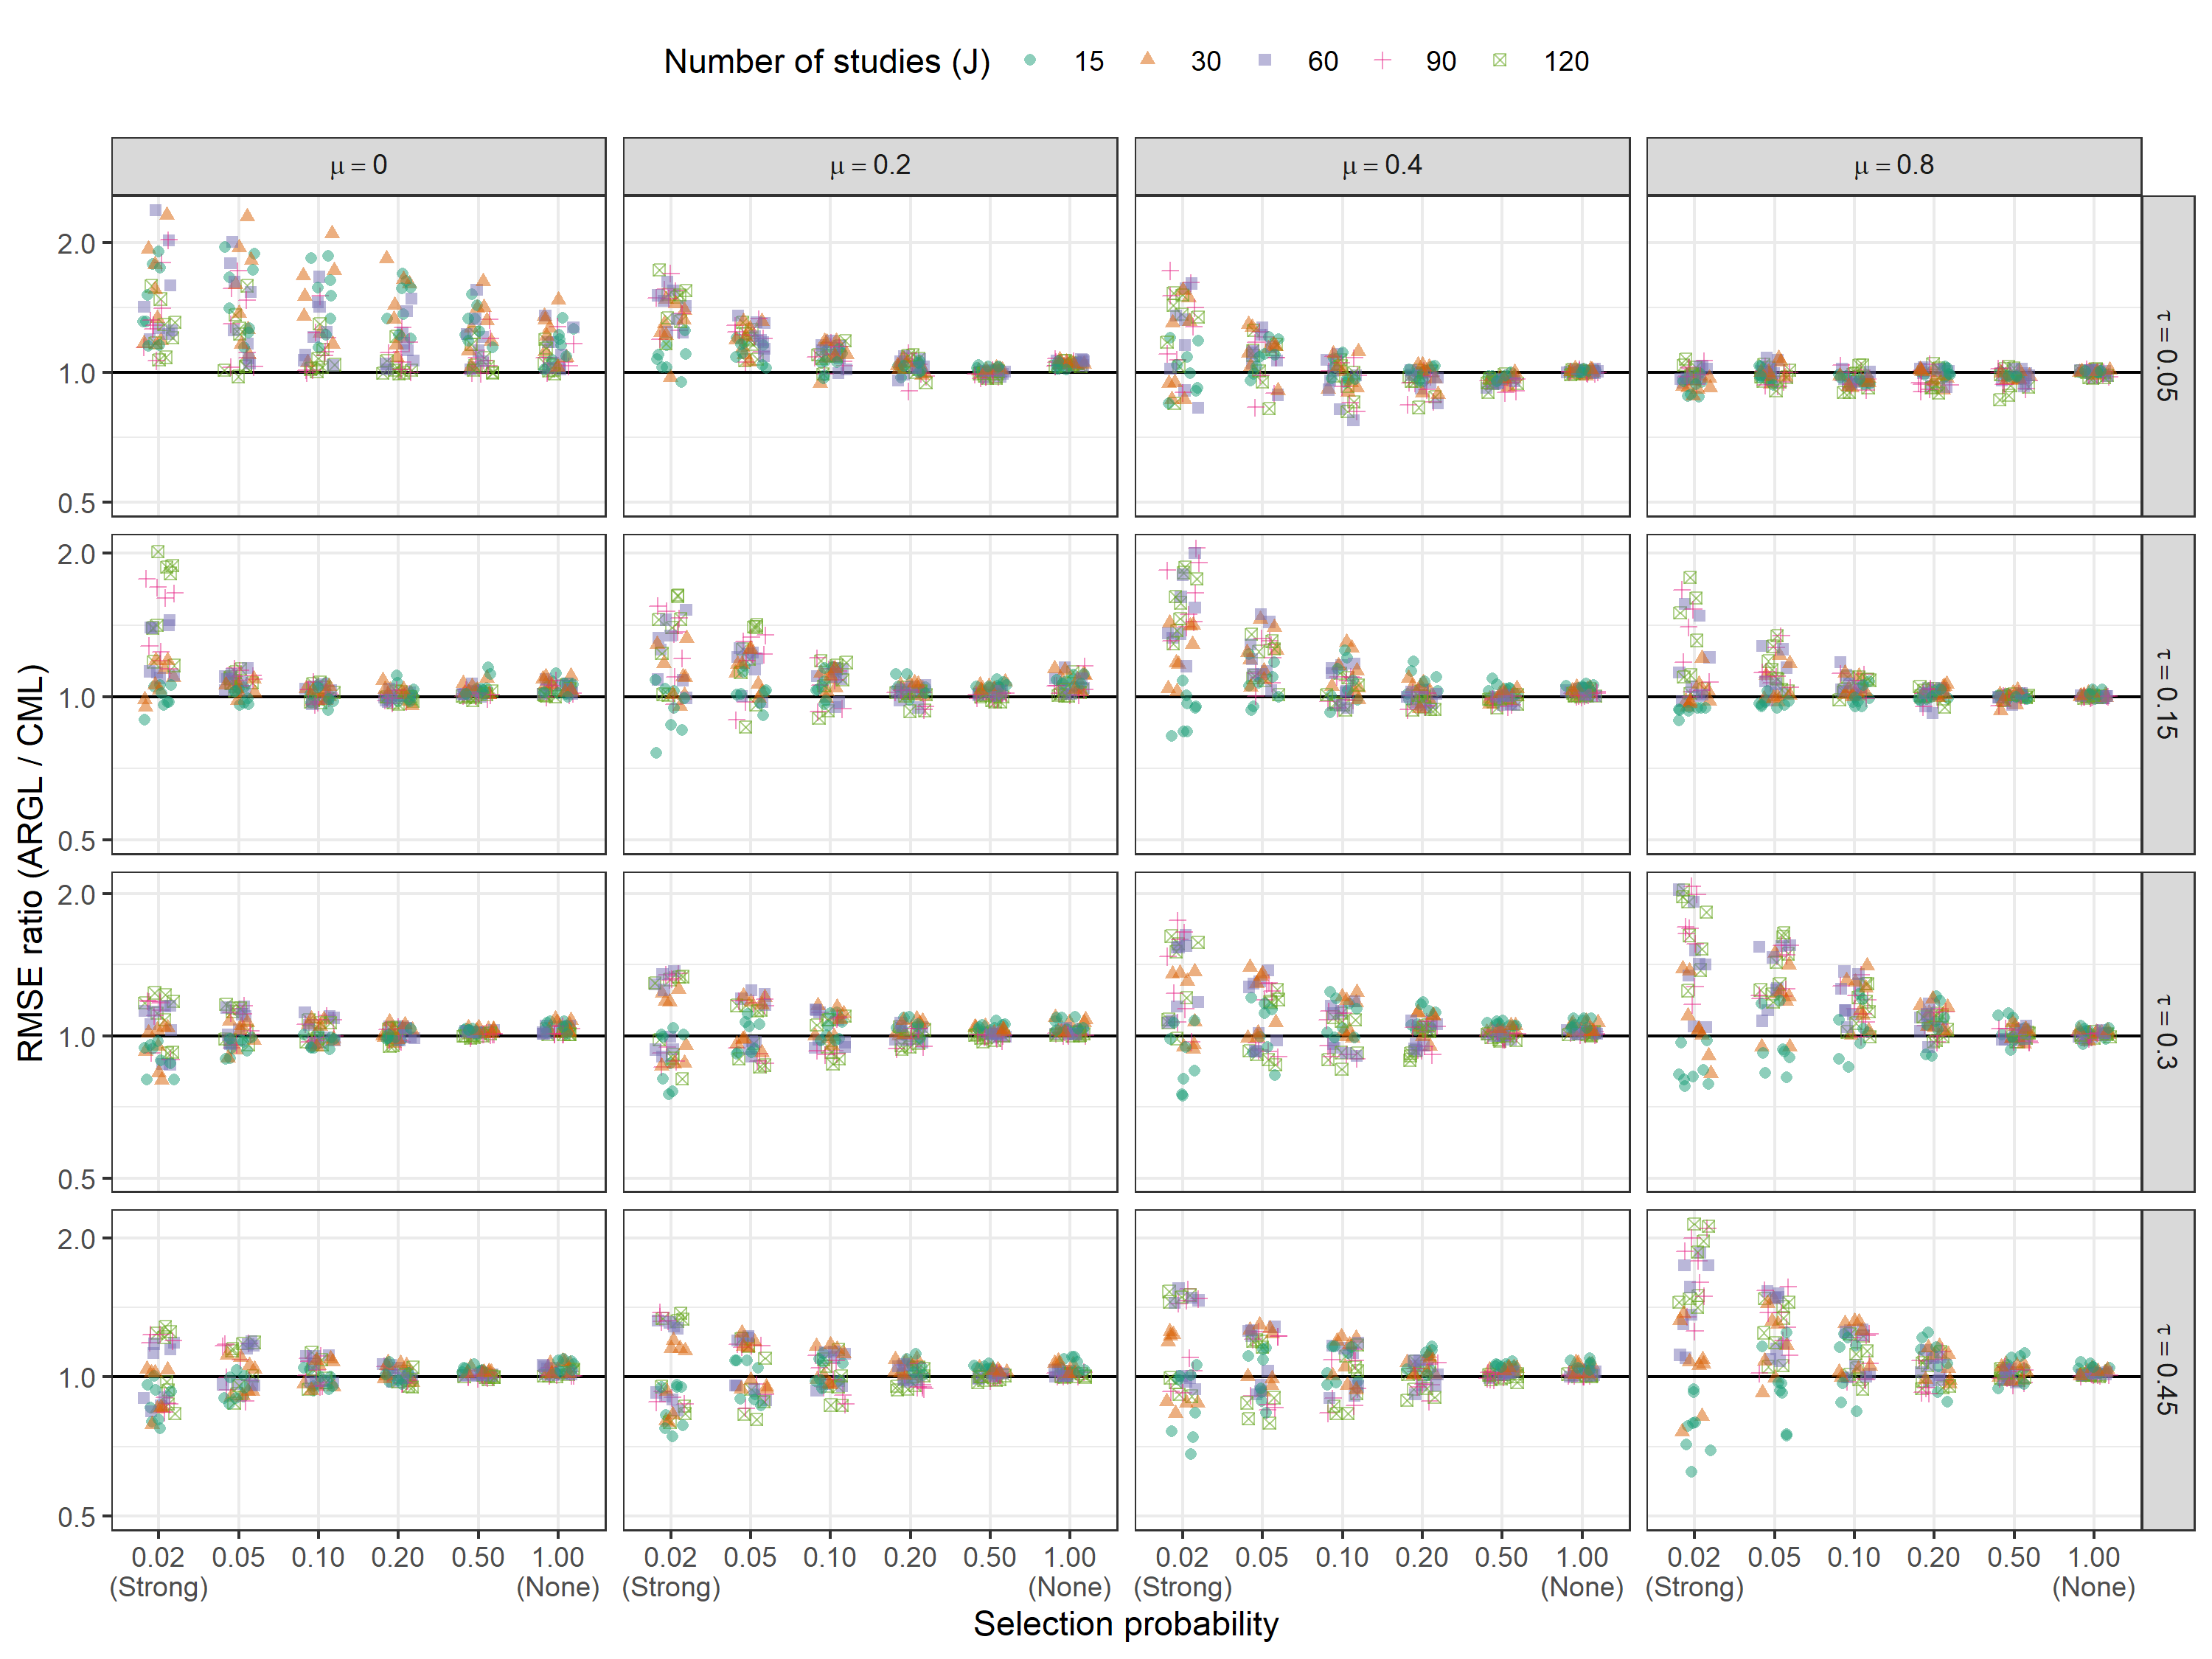 Number of studies (J) 15 30 60 90 120
μ = 0 μ = 0.2 μ = 0.4 μ = 0.8
RMSE ratio (ARGL / CML)
2.0
1.0
0.5
τ = 0.05
2.0
1.0
0.5
τ = 0.15
2.0
1.0
0.5
τ = 0.3
2.0
1.0
0.5
τ = 0.45
0.02 0.05 0.10 0.20 0.50 1.00 0.02 0.05 0.10 0.20 0.50 1.00 0.02 0.05 0.10 0.20 0.50 1.00 0.02 0.05 0.10 0.20 0.50 1.00
(Strong) (None) (Strong) (None) (Strong) (None) (Strong) (None)
Selection probability